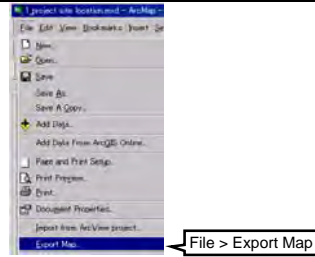 1_project site location.mxd - ArcMap -
File Edit View Bookmarks Insert Se
New...
Open...
Save
Save As...
Save A Copy...
Add Data...
Add Data From ArcGIS Online...
Page and Print Setup...
Print Preview...
Print...
Document Properties...
Import from ArcView project...
Export Map...
File > Export Map